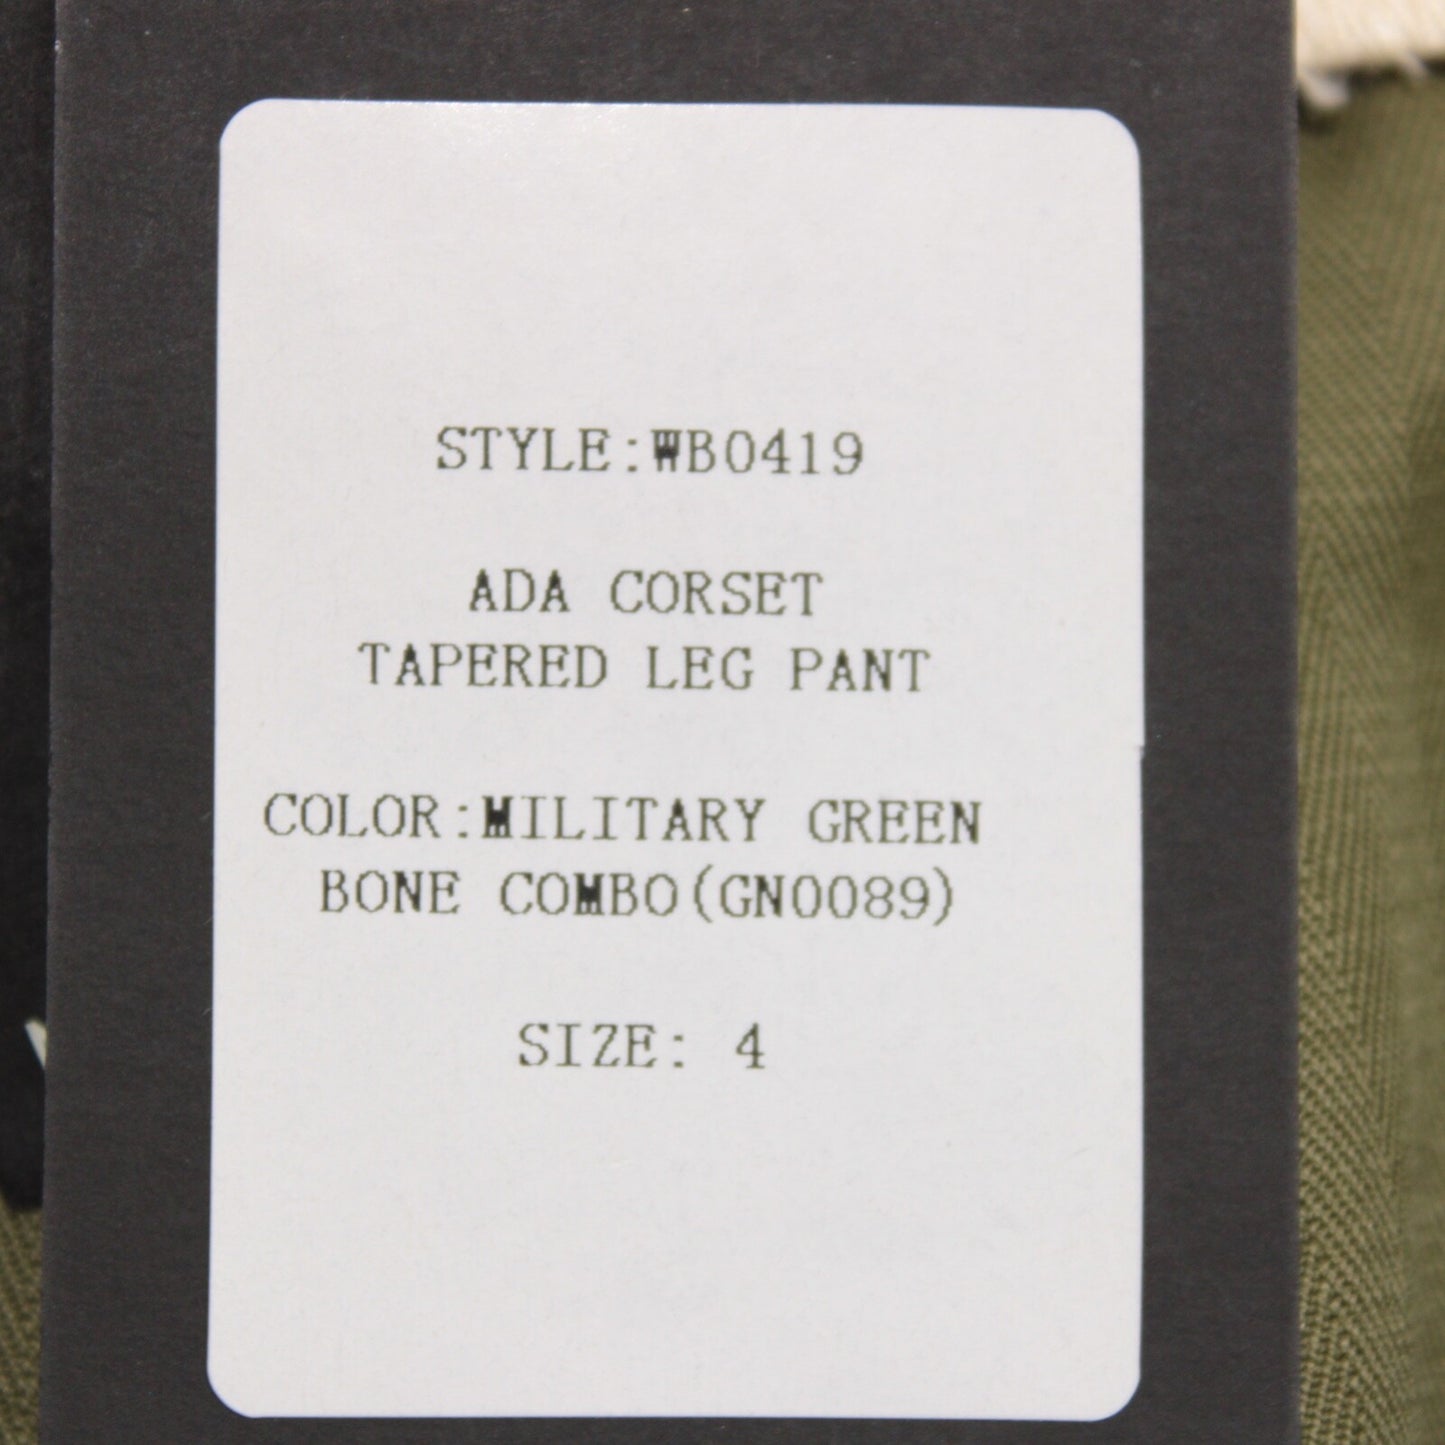 STYLE:WB0419
ADA CORSET
TAPERED LEG PANT
COLOR:MILITARY GREEN
BONE COMBO(GN0089)
SIZE: 4